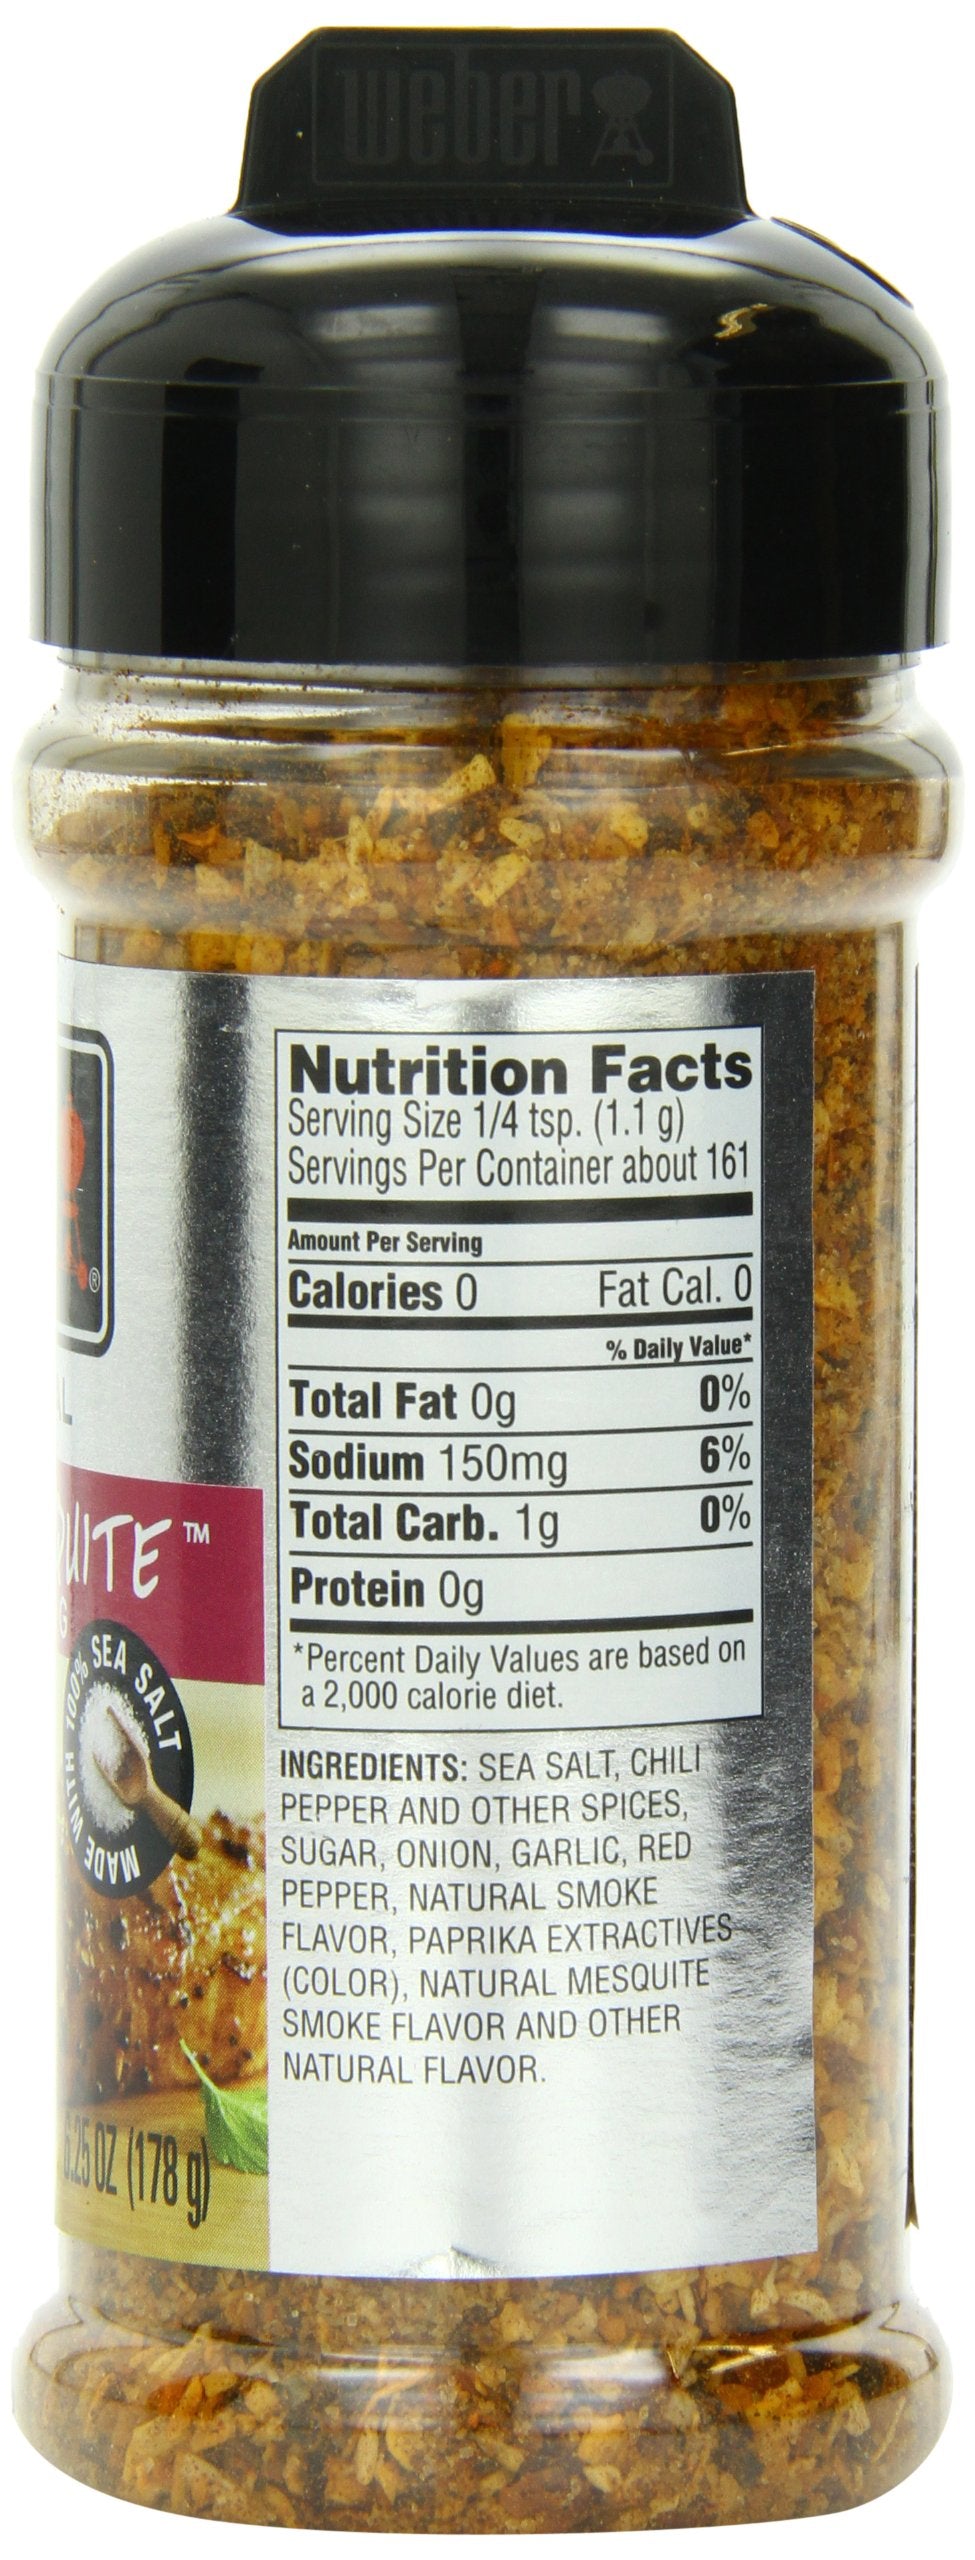 weber
Nutrition Facts
Serving Size 1/4 tsp. (1.1 g)
Servings Per Container about 161
Amount Per Serving
Calories 0 Fat Cal. 0
% Daily Value*
Total Fat 0g 0%
Sodium 150mg 6%
Total Carb. 1g 0%
Protein 0g
*Percent Daily Values are based on
a 2,000 calorie diet.
INGREDIENTS: SEA SALT, CHILI
PEPPER AND OTHER SPICES,
SUGAR, ONION, GARLIC, RED
PEPPER, NATURAL SMOKE
FLAVOR, PAPRIKA EXTRACTIVES
(COLOR), NATURAL MESQUITE
SMOKE FLAVOR AND OTHER
NATURAL FLAVOR.
®
L
UITE ™
G
MADE WITH 100% SEA SALT
6.25 OZ (178 g)